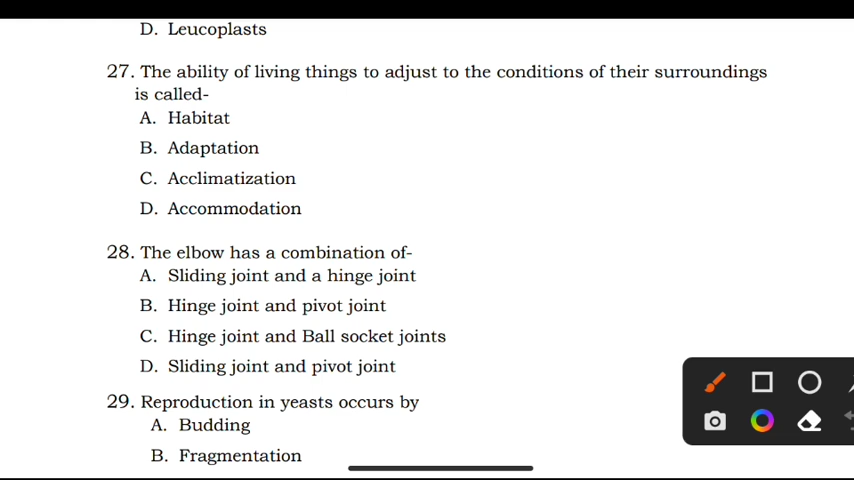 D. Leucoplasts
27. The ability of living things to adjust to the conditions of their surroundings
is called-
A. Habitat
B. Adaptation
C. Acclimatization
D. Accommodation
28. The elbow has a combination of-
A. Sliding joint and a hinge joint
B. Hinge joint and pivot joint
C. Hinge joint and Ball socket joints
D. Sliding joint and pivot joint
29. Reproduction in yeasts occurs by
A. Budding
B. Fragmentation